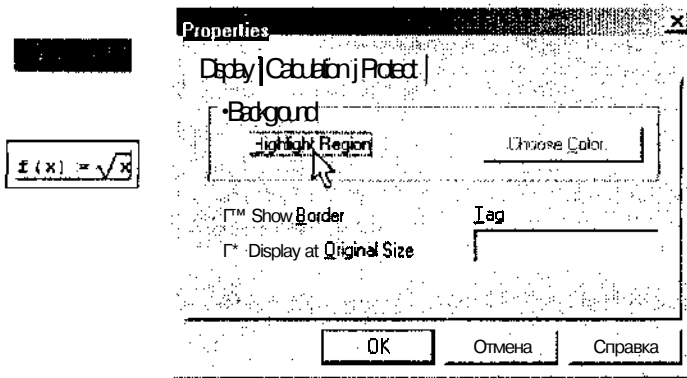 Properties
Display | Calculation j Protect |
•Background
Highlight Region
Choose Color.
f(x) = √x
Г™ Show Border
Tag
Г* Display at Original Size
OK
Отмена
Справка